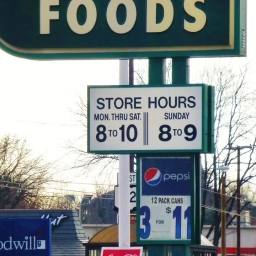 FOODS
STORE HOURS
MON. THRU SAT. SUNDAY
8 TO 10 8 TO 9
pepsi
12 PACK CANS
3 FOR $11
odwill